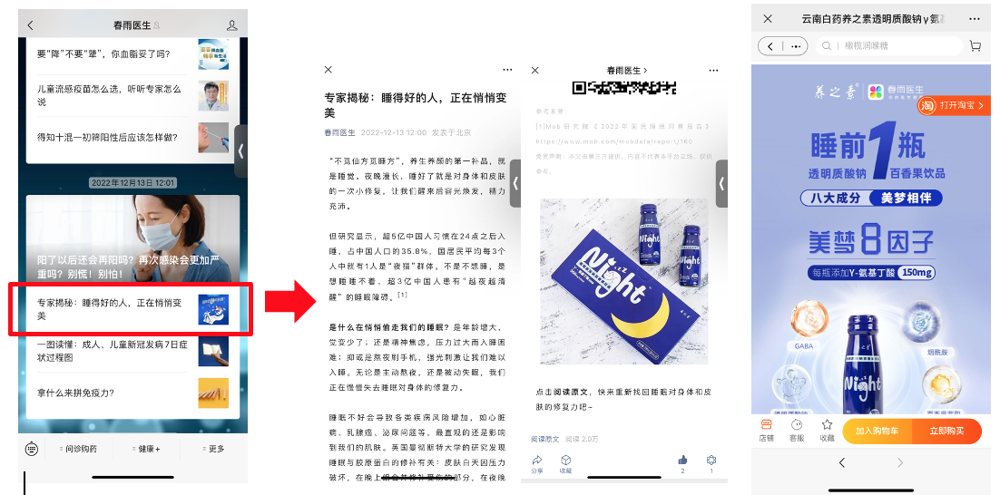 春雨医生
要“降”不要“犟”，你血脂妥了吗？
儿童流感疫苗怎么选，听听专家怎么
说
得知十混一初筛阳性后应该怎样做？
2022年12月13日 12:01
阳了以后还会再阳吗？再次感染会更加严
重吗？别慌！别怕！
专家揭秘：睡得好的人，正在悄悄变
美
一图读懂：成人、儿童新冠发病7日症
状过程图
拿什么来拼免疫力？
问诊购药
健康+
更多
专家揭秘：睡得好的人，正在悄悄变
美
春雨医生 2022-12-13 12:00 发表于北京
“不觅仙方觅睡方”，养生养颜的第一补品，就
是睡觉。夜晚漫长，睡好了就是对身体和皮肤
的一次小修复，让我们醒来后容光焕发，精力
充沛。
但研究显示，超5亿中国人习惯在24点之后入
睡，占中国人口的35.8%，国居民平均每3个
人中就有1人是“夜猫”群体。不是不想睡，是
想睡睡不着，超3亿中国人患有“越夜越清
醒”的睡眠障碍。[1]
是什么在悄悄偷走我们的睡眠？是年龄增大，
觉变少了；还是精神焦虑，压力过大而入睡困
难；抑或是熬夜刷手机，强光刺激让我们难以
入睡。无论是主动熬夜，还是被动失眠，我们
正在慢慢失去睡眠对身体的修复力。
睡眠不好会导致各类疾病风险增加，如心脏
病、乳腺癌、泌尿问题等。最直观的还是影响
到我们的肌肤。英国曼彻斯特大学的研究发现
睡眠与胶原蛋白的修补有关：皮肤白天因压力
破坏，在晚上组合并修补受伤的部分，在夜晚
春雨医生
参考来源：
[1]Mob研究院《2022年国民睡眠洞察报告》
https://www.mob.com/mobdata/report/160
免责声明：本文由第三方提供，内容不代表本平台立场，仅供
参考。
Night
点击阅读原文，快来重新找回睡眠对身体和皮
肤的修复力吧~
阅读原文 阅读 2.0万
分享
收藏
2
1
云南白药养之素透明质酸钠γ氨基
橄榄润喉糖
养之素
春雨医生
打开淘宝
睡前1瓶
透明质酸钠 百香果饮品
八大成分 美梦相伴
美梦8因子
每瓶添加Y-氨基丁酸 150mg
GABA
烟酰胺
养之素
Night
店铺
客服
收藏
加入购物车
立即购买